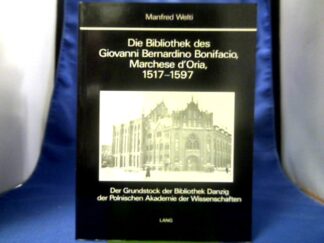 Manfred Welti
Die Bibliothek des
Giovanni Bernardino Bonifacio,
Marchese d'Oria,
1517–1597
Der Grundstock der Bibliothek Danzig
der Polnischen Akademie der Wissenschaften
LANG